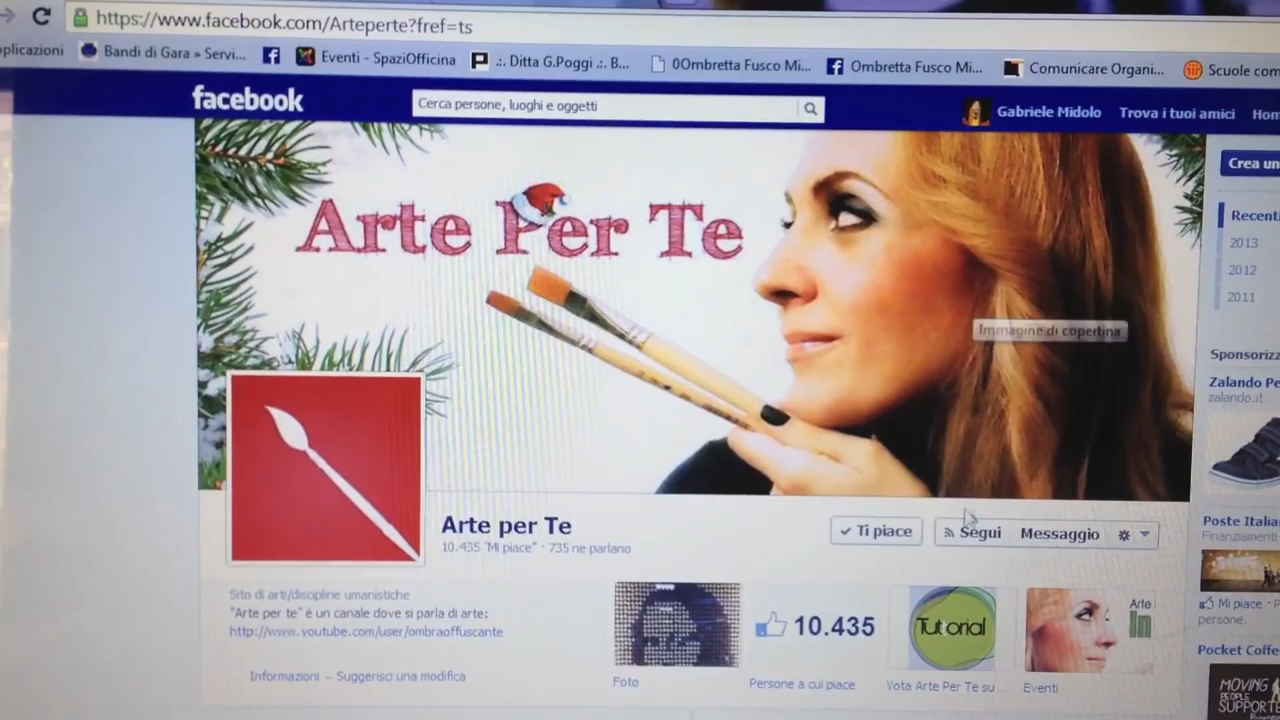 https://www.facebook.com/Arteperte?fref=ts
plicazioni Bandi di Gara » Servi... Eventi - SpaziOfficina .:. Ditta G.Poggi .:. B... 0Ombretta Fusco Mi... Ombretta Fusco Mi... Comunicare Organi... Scuole com
facebook Cerca persone, luoghi e oggetti Gabriele Midolo Trova i tuoi amici Hom
Arte Per Te
Immagine di copertina
Crea un
Recent
2013
2012
2011
Sponsorizz
Zalando Pe
zalando.it
Arte per Te
10.435 "Mi piace" · 735 ne parlano
Ti piace Segui Messaggio
Poste Italia
Finanziamenti
Mi piace · P
persone.
Pocket Coffe
MOVING
PEOPLE
SUPPORTE
Sito di arti/discipline umanistiche
"Arte per te" è un canale dove si parla di arte:
http://www.youtube.com/user/ombraoffuscante
Informazioni – Suggerisci una modifica
10.435
Tutorial
Arte
In
Foto Persone a cui piace Vota Arte Per Te su ... Eventi